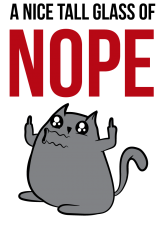 A NICE TALL GLASS OF
NOPE